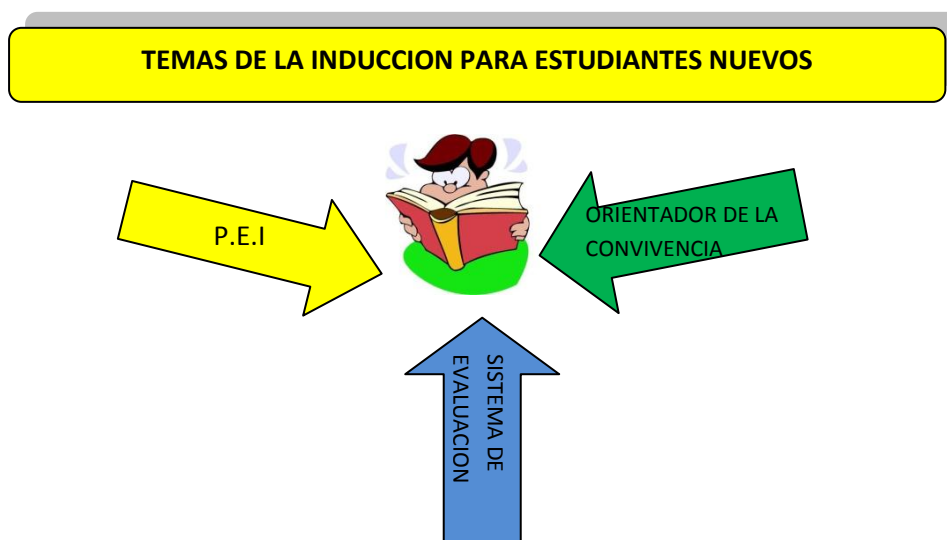 TEMAS DE LA INDUCCION PARA ESTUDIANTES NUEVOS
P.E.I
ORIENTADOR DE LA
CONVIVENCIA
SISTEMA DE
EVALUACION